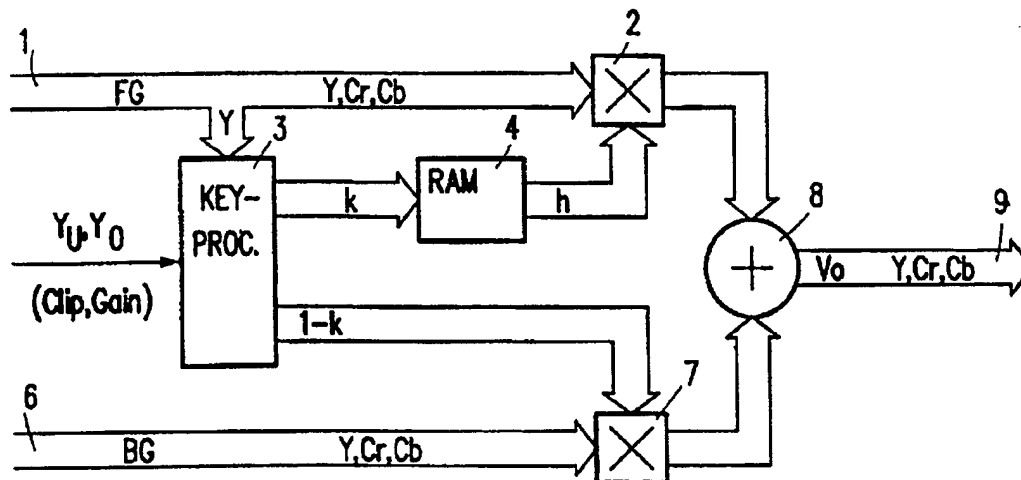 1
2
FG
Y,Cr,Cb
Y
3
4
KEY-
PROC.
RAM
k
h
8
9
Y_U,Y_O
(Clip,Gain)
Vo
Y,Cr,Cb
1-k
6
7
BG
Y,Cr,Cb